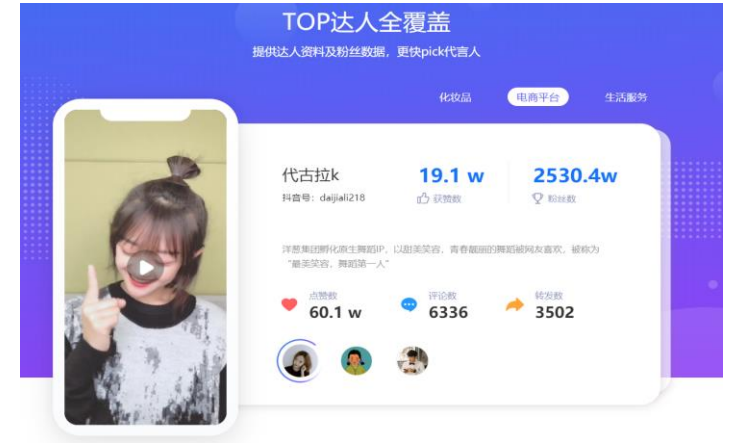 TOP达人全覆盖
提供达人资料及粉丝数据，更快pick代言人
化妆品
电商平台
生活服务
代古拉k
抖音号：daijiali218
19.1 w
获赞数
2530.4w
粉丝数
洋葱集团孵化原生舞蹈IP，以甜美笑容、青春靓丽的舞蹈被网友喜欢，被称为
“最美笑容，舞蹈第一人”
点赞数
60.1 w
评论数
6336
转发数
3502